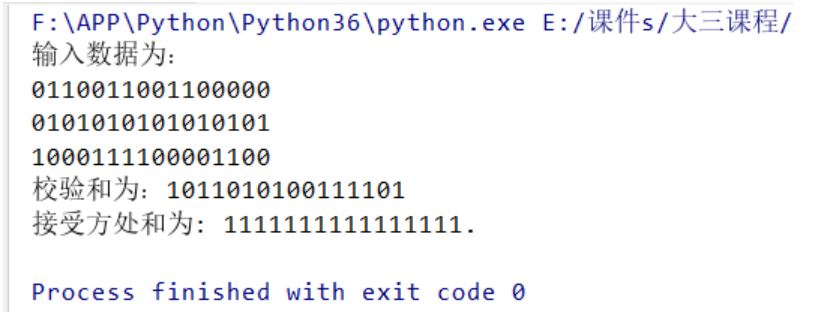 F:\APP\Python\Python36\python.exe E:/课件s/大三课程/
输入数据为：
0110011001100000
0101010101010101
1000111100001100
校验和为：1011010100111101
接受方处和为: 1111111111111111.
Process finished with exit code 0